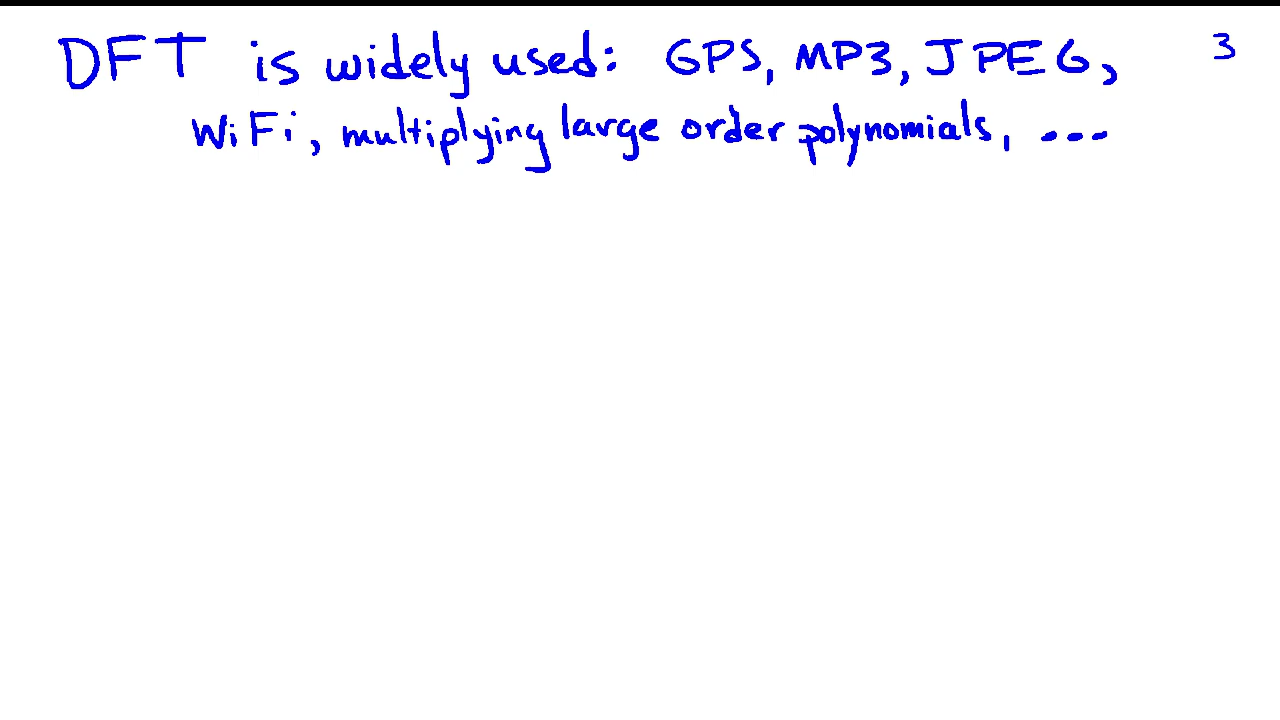 DFT is widely used: GPS, MP3, JPEG, 3
WiFi, multiplying large order polynomials, ...